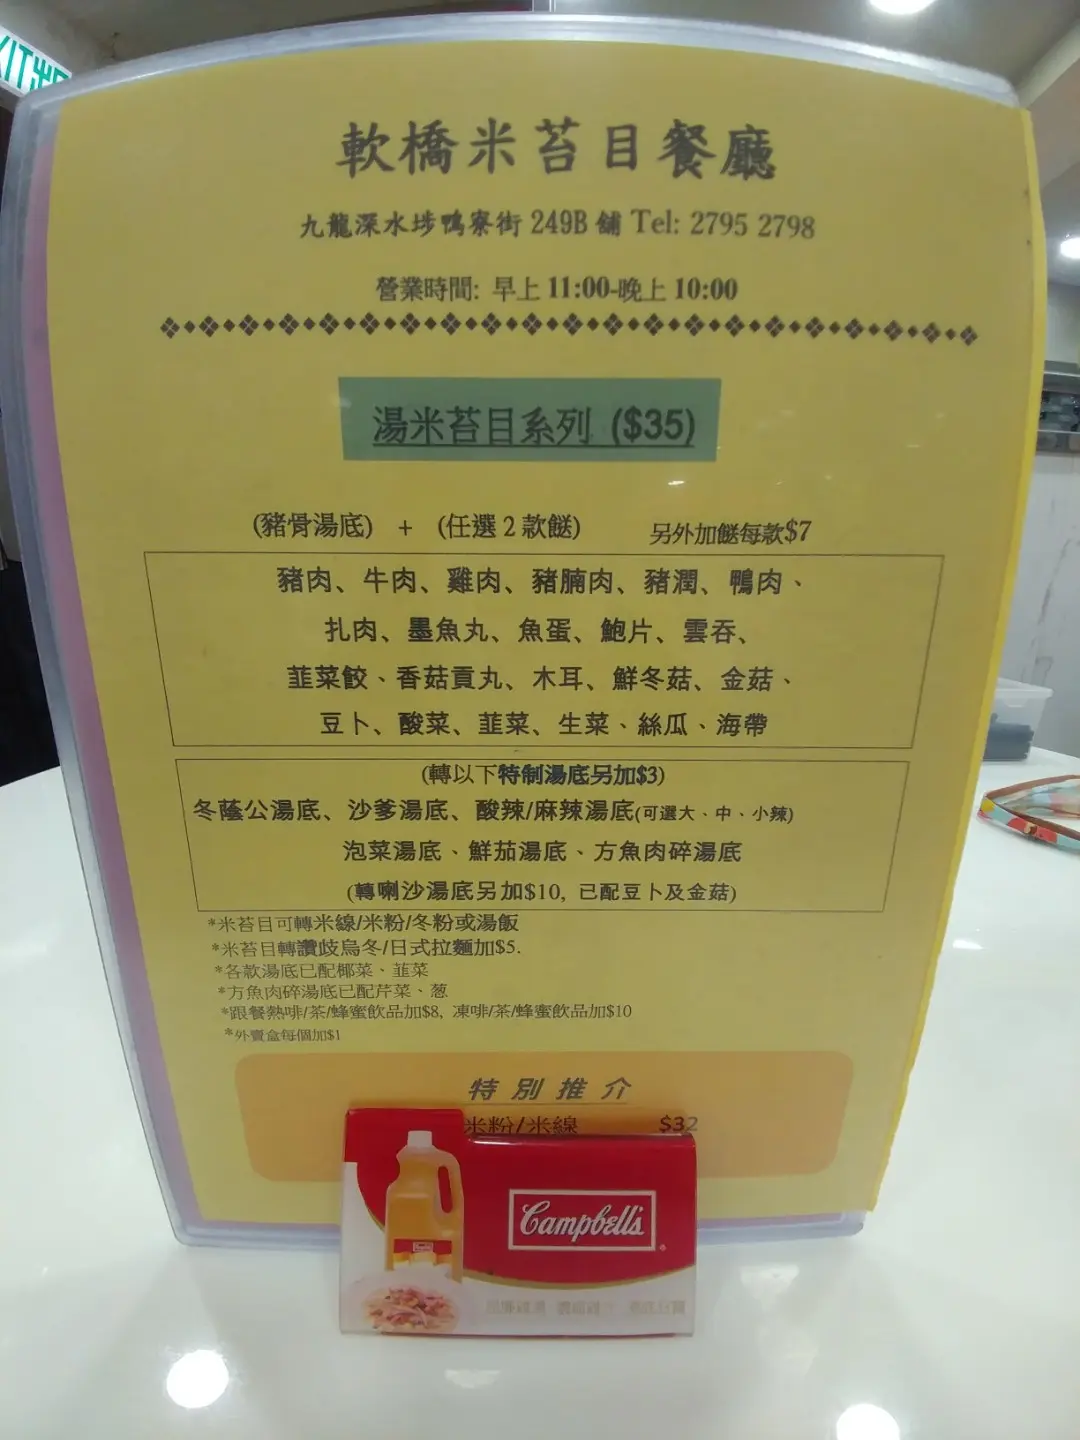 軟橋米苔目餐廳
九龍深水埗鴨寮街 249B 舖 Tel: 2795 2798
營業時間: 早上 11:00-晚上 10:00
湯米苔目系列 ($35)
(豬骨湯底) + (任選 2 款餸) 另外加餸每款$7
豬肉、牛肉、雞肉、豬腩肉、豬潤、鴨肉、
扎肉、墨魚丸、魚蛋、鮑片、雲吞、
韮菜餃、香菇貢丸、木耳、鮮冬菇、金菇、
豆卜、酸菜、韮菜、生菜、絲瓜、海帶
(轉以下特制湯底另加$3)
冬蔭公湯底、沙爹湯底、酸辣/麻辣湯底(可選大、中、小辣)
泡菜湯底、鮮茄湯底、方魚肉碎湯底
(轉喇沙湯底另加$10, 已配豆卜及金菇)
*米苔目可轉米線/米粉/冬粉或湯飯
*米苔目轉讚歧烏冬/日式拉麵加$5.
*各款湯底已配椰菜、韮菜
*方魚肉碎湯底已配芹菜、葱
*跟餐熱啡/茶/蜂蜜飲品加$8, 凍啡/茶/蜂蜜飲品加$10
*外賣盒每個加$1
特別推介
米粉/米線 $32
Campbell's